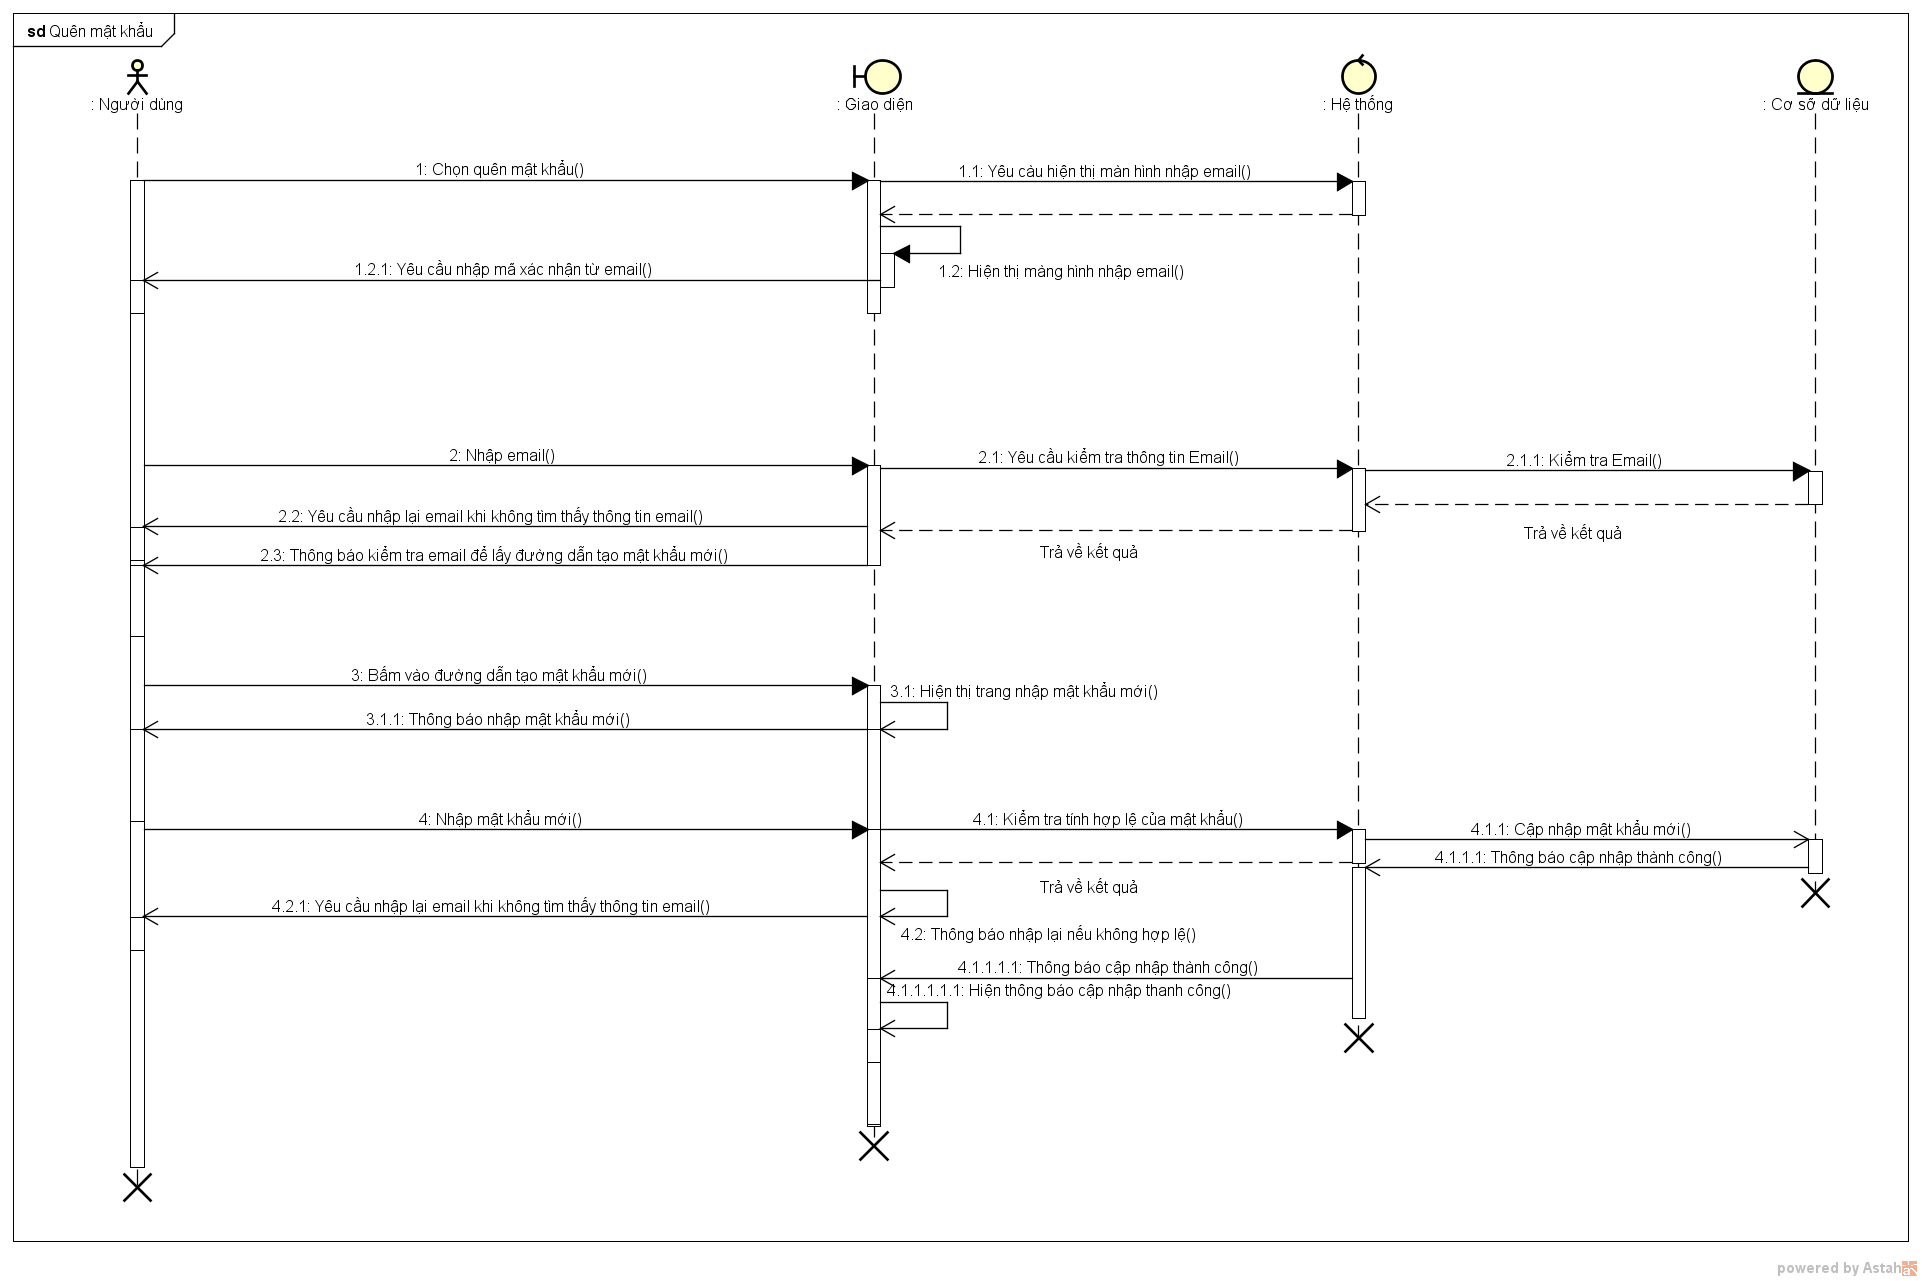 sd Quên mật khẩu
: Người dùng
: Giao diện
: Hệ thống
: Cơ sỡ dữ liệu
1: Chọn quên mật khẩu()
1.1: Yêu càu hiện thị màn hình nhập email()
1.2.1: Yêu cầu nhập mã xác nhận từ email()
1.2: Hiện thị màng hình nhập email()
2: Nhập email()
2.1: Yêu cầu kiểm tra thông tin Email()
2.1.1: Kiểm tra Email()
2.2: Yêu cầu nhập lại email khi không tìm thấy thông tin email()
Trả về kết quả
Trả về kết quả
2.3: Thông báo kiểm tra email để lấy đường dẫn tạo mật khẩu mới()
3: Bấm vào đường dẫn tạo mật khẩu mới()
3.1: Hiện thị trang nhập mật khẩu mới()
3.1.1: Thông báo nhập mật khẩu mới()
4: Nhập mật khẩu mới()
4.1: Kiểm tra tính hợp lệ của mật khẩu()
4.1.1: Cập nhập mật khẩu mới()
4.1.1.1: Thông báo cập nhập thành công()
Trả về kết quả
4.2.1: Yêu cầu nhập lại email khi không tìm thấy thông tin email()
4.2: Thông báo nhập lại nếu không hợp lệ()
4.1.1.1.1: Thông báo cập nhập thành công()
4.1.1.1.1.1: Hiện thông báo cập nhập thanh công()
powered by Astah